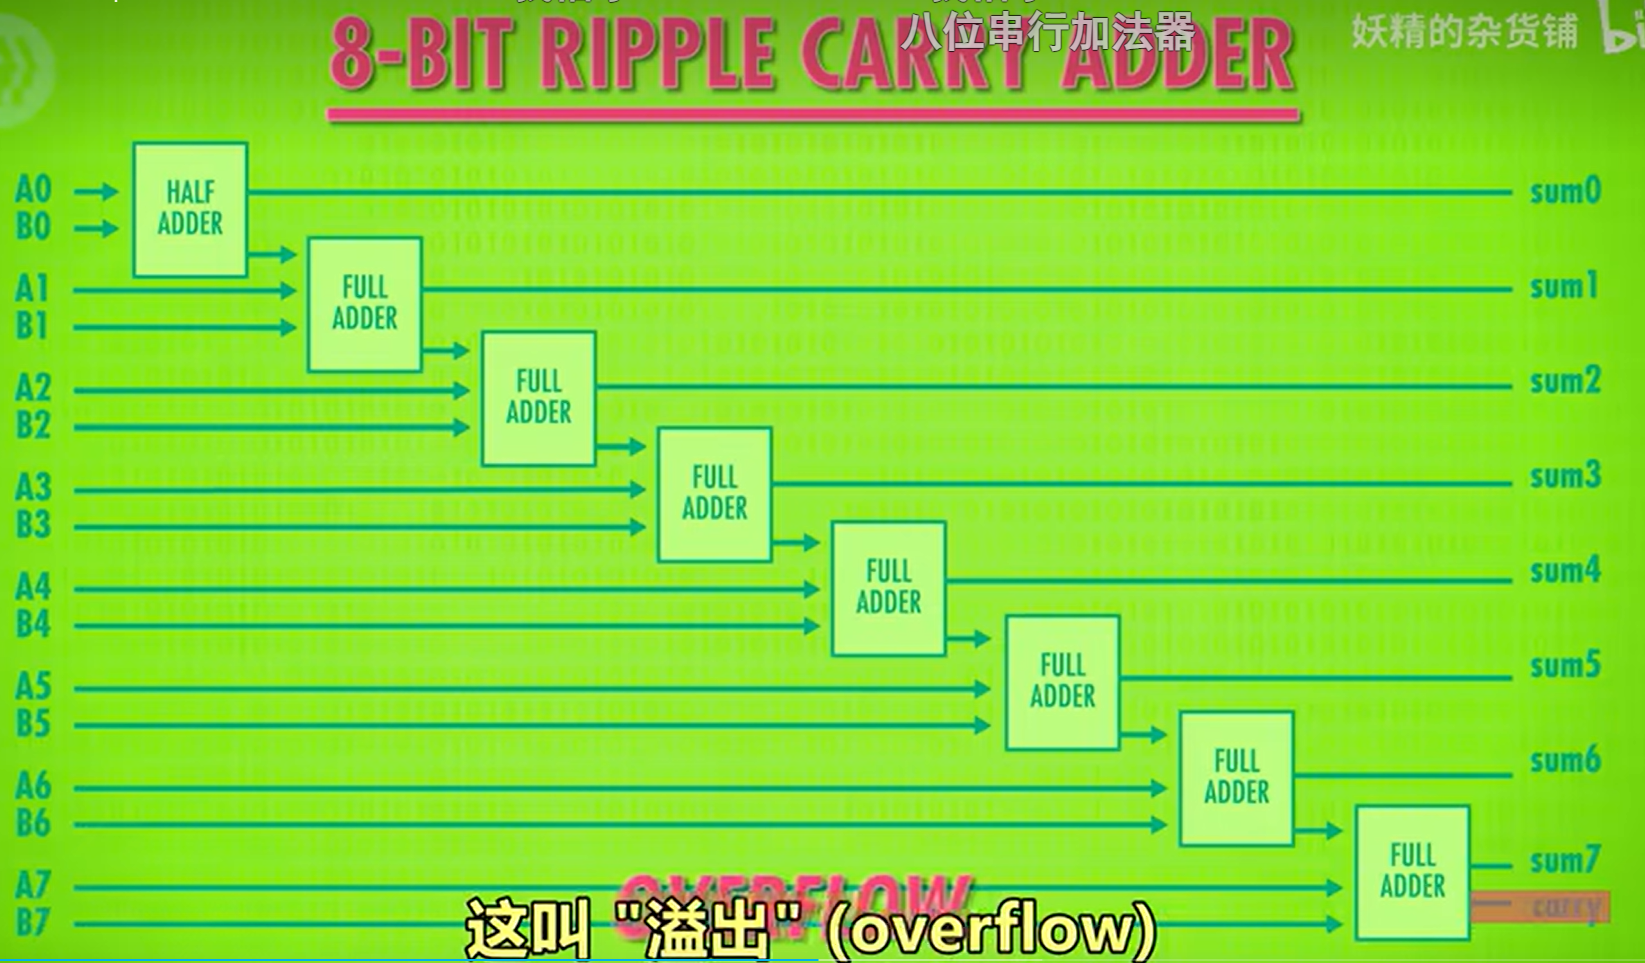 8-BIT RIPPLE CARRY ADDER
八位串行加法器
妖精的杂货铺
A0
HALF
ADDER
sum0
B0
A1
FULL
ADDER
sum1
B1
A2
FULL
ADDER
sum2
B2
A3
FULL
ADDER
sum3
B3
A4
FULL
ADDER
sum4
B4
A5
FULL
ADDER
sum5
B5
A6
FULL
ADDER
sum6
B6
A7
FULL
ADDER
sum7
B7
carry
OVERFLOW
这叫 "溢出" (overflow)